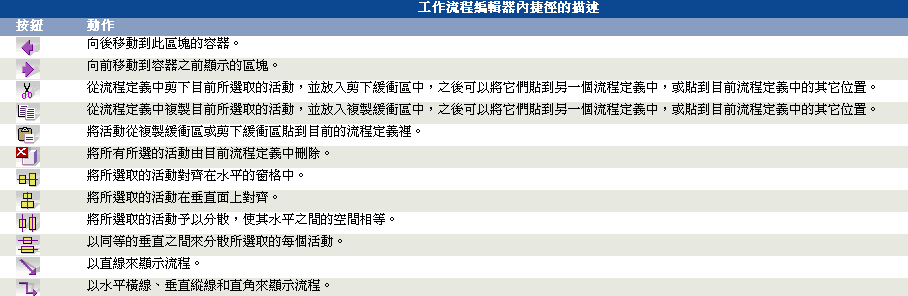 工作流程編輯器內捷徑的描述
按鈕 動作
向後移動到此區塊的容器。
向前移動到容器之前顯示的區塊。
從流程定義中剪下目前所選取的活動，並放入剪下緩衝區中，之後可以將它們貼到另一個流程定義中，或貼到目前流程定義中的其它位置。
從流程定義中複製目前所選取的活動，並放入複製緩衝區中，之後可以將它們貼到另一個流程定義中，或貼到目前流程定義中的其它位置。
將活動從複製緩衝區或剪下緩衝區貼到目前的流程定義裡。
將所有所選的活動由目前流程定義中刪除。
將所選取的活動對齊在水平的窗格中。
將所選取的活動在垂直面上對齊。
將所選取的活動予以分散，使其水平之間的空間相等。
以同等的垂直之間來分散所選取的每個活動。
以直線來顯示流程。
以水平橫線、垂直縱線和直角來顯示流程。